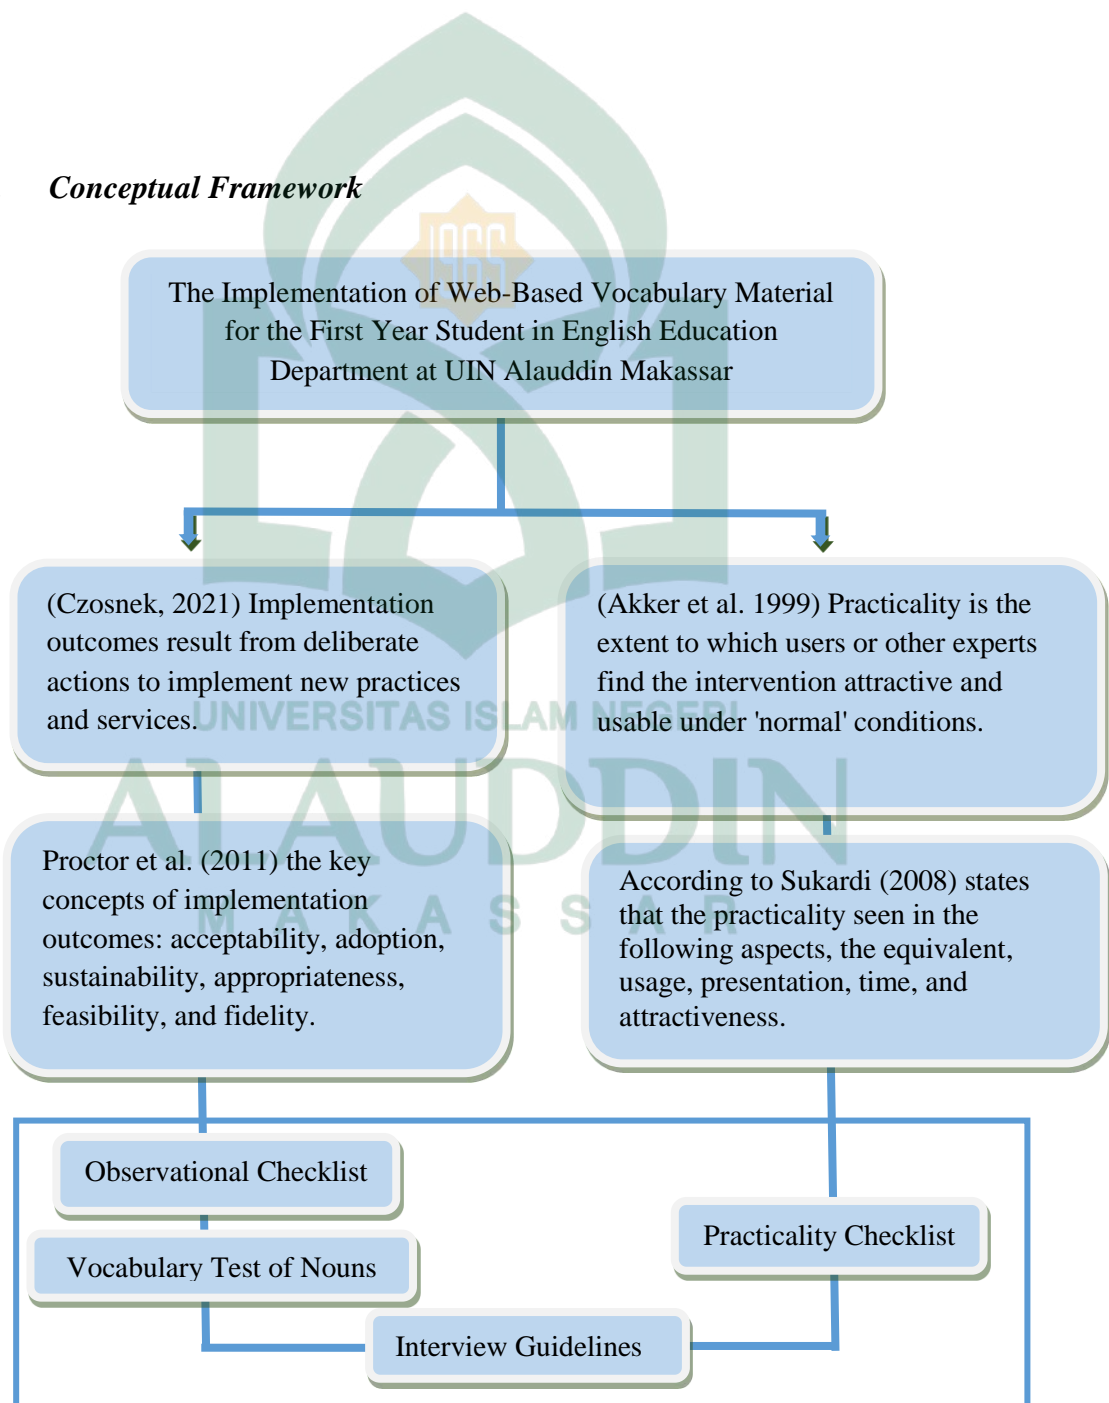 Conceptual Framework
1965
The Implementation of Web-Based Vocabulary Material
for the First Year Student in English Education
Department at UIN Alauddin Makassar
(Czosnek, 2021) Implementation
outcomes result from deliberate
actions to implement new practices
and services.
(Akker et al. 1999) Practicality is the
extent to which users or other experts
find the intervention attractive and
usable under 'normal' conditions.
UNIVERSITAS ISLAM NEGERI
ALAUDDIN
MAKASSAR
Proctor et al. (2011) the key
concepts of implementation
outcomes: acceptability, adoption,
sustainability, appropriateness,
feasibility, and fidelity.
According to Sukardi (2008) states
that the practicality seen in the
following aspects, the equivalent,
usage, presentation, time, and
attractiveness.
Observational Checklist
Vocabulary Test of Nouns
Practicality Checklist
Interview Guidelines